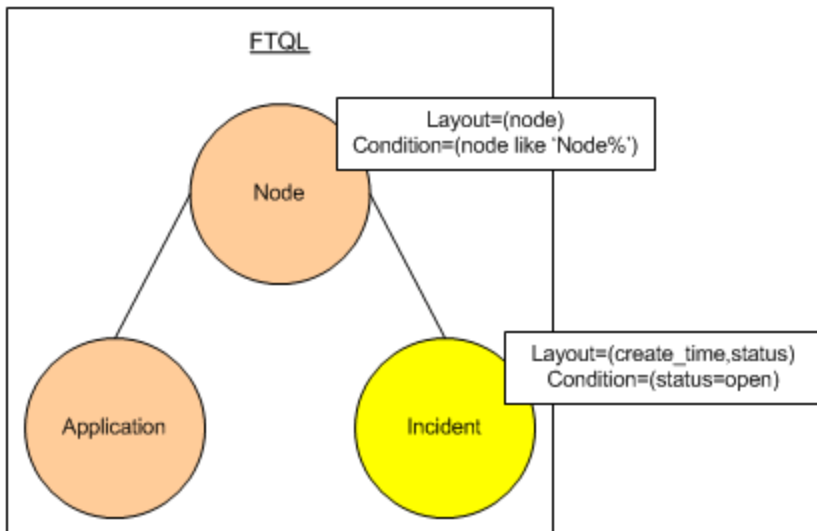 FTQL
Layout=(node)
Condition=(node like ‘Node%’)
Node
Layout=(create_time,status)
Condition=(status=open)
Application
Incident